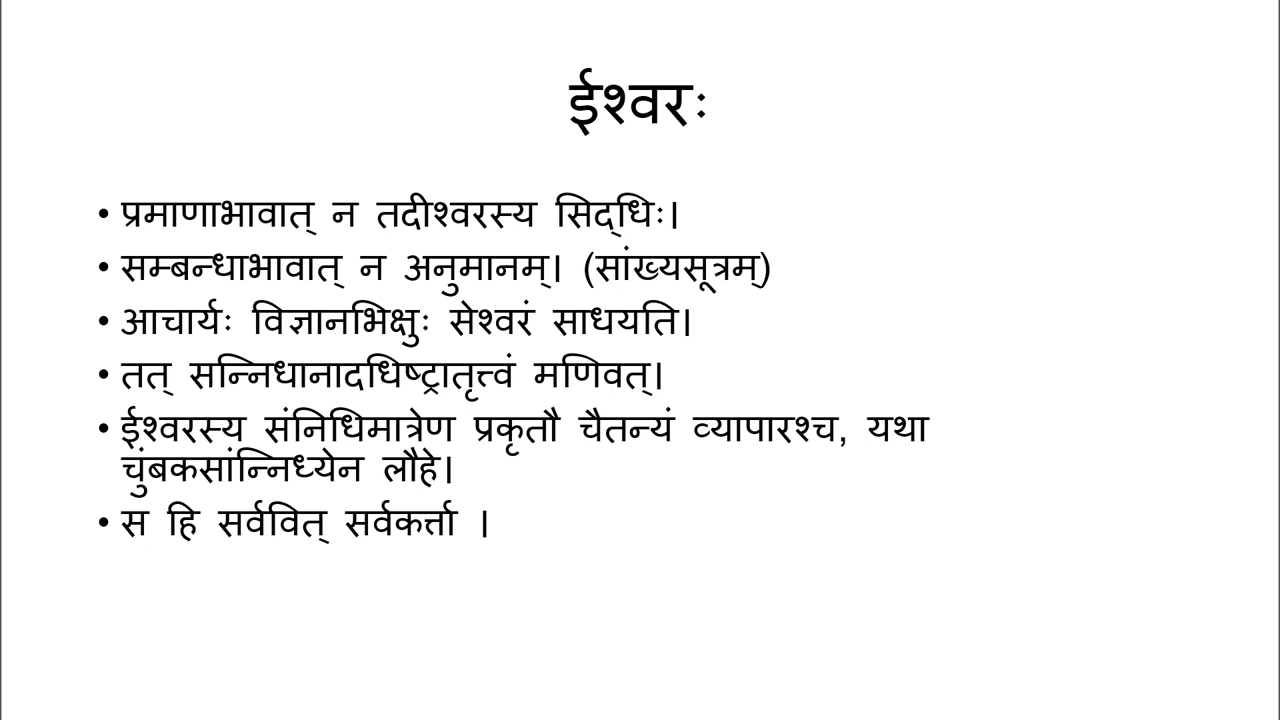 ईश्वरः
• प्रमाणाभावात् न तदीश्वरस्य सिद्‌धिः।
• सम्बन्धाभावात् न अनुमानम्। (सांख्यसूत्रम्)
• आचार्यः विज्ञानभिक्षुः सेश्वरं साधयति।
• तत् सन्निधानादधिष्ट्रातृत्त्वं मणिवत्।
• ईश्वरस्य संनिधिमात्रेण प्रकृतौ चैतन्यं व्यापारश्च, यथा
चुंबकसांन्निध्येन लौहे।
• स हि सर्ववित् सर्वकर्त्ता ।